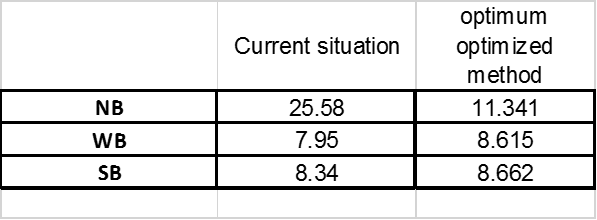 Current situation optimum optimized method
NB 25.58 11.341
WB 7.95 8.615
SB 8.34 8.662